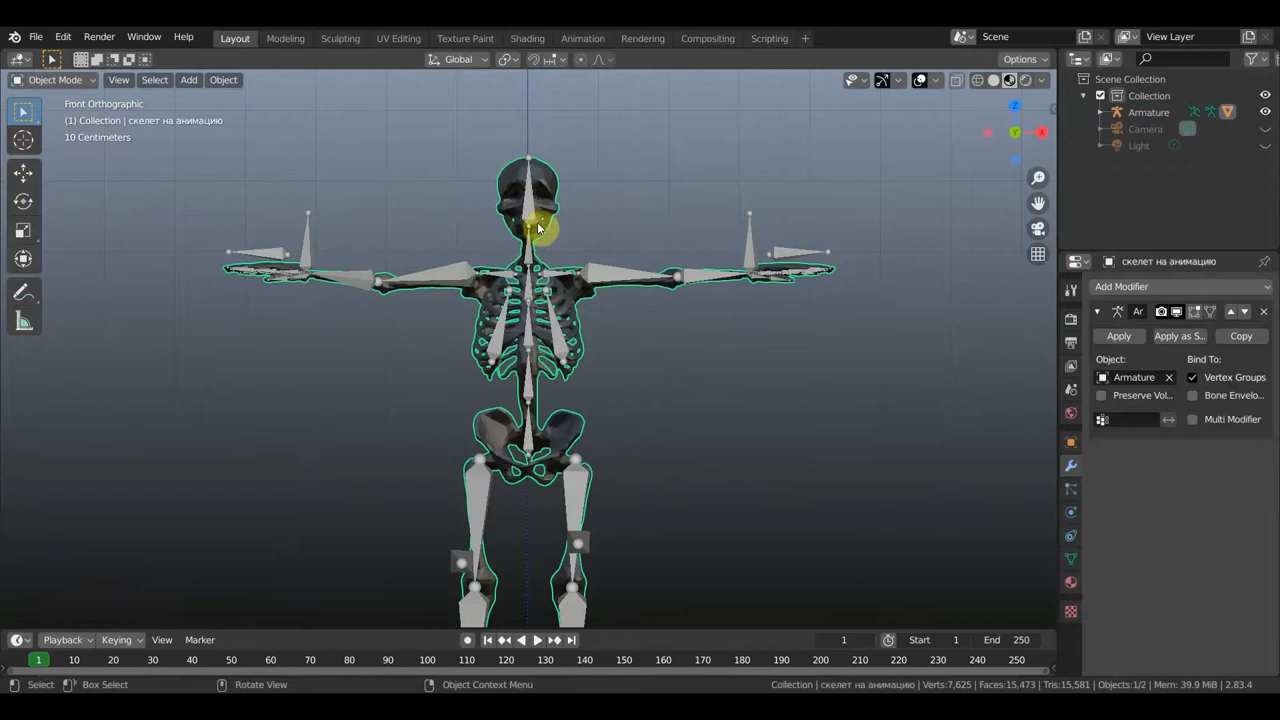 File Edit Render Window Help Layout Modeling Sculpting UV Editing Texture Paint Shading Animation Rendering Compositing Scripting + Scene View Layer
Global Options
Object Mode View Select Add Object
Front Orthographic
(1) Collection | скелет на анимацию
10 Centimeters
Z
Y
X
Scene Collection
Collection
Armature
Camera
Light
скелет на анимацию
Add Modifier
Ar
Apply Apply as S... Copy
Object: Bind To:
Armature Vertex Groups
Preserve Vol... Bone Envelo...
Multi Modifier
Playback Keying View Marker 1 Start 1 End 250
1 10 20 30 40 50 60 70 80 90 100 110 120 130 140 150 160 170 180 190 200 210 220 230 240 250
Select Box Select Rotate View Object Context Menu Collection | скелет на анимацию | Verts:7,625 | Faces:15,473 | Tris:15,581 | Objects:1/2 | Mem: 39.9 MiB | 2.83.4